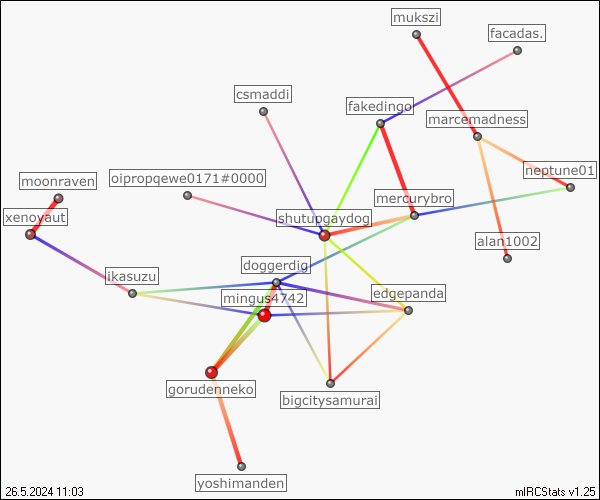 mukszi
facadas.
csmaddi
fakedingo
marcemadness
moonraven
oipropqewe0171#0000
neptune01
mercurybro
xenoyaut
shutupgaydog
alan1002
doggerdig
ikasuzu
mingus4742
edgepanda
gorudenneko
bigcitysamurai
yoshimanden
26.5.2024 11:03
mIRCStats v1.25